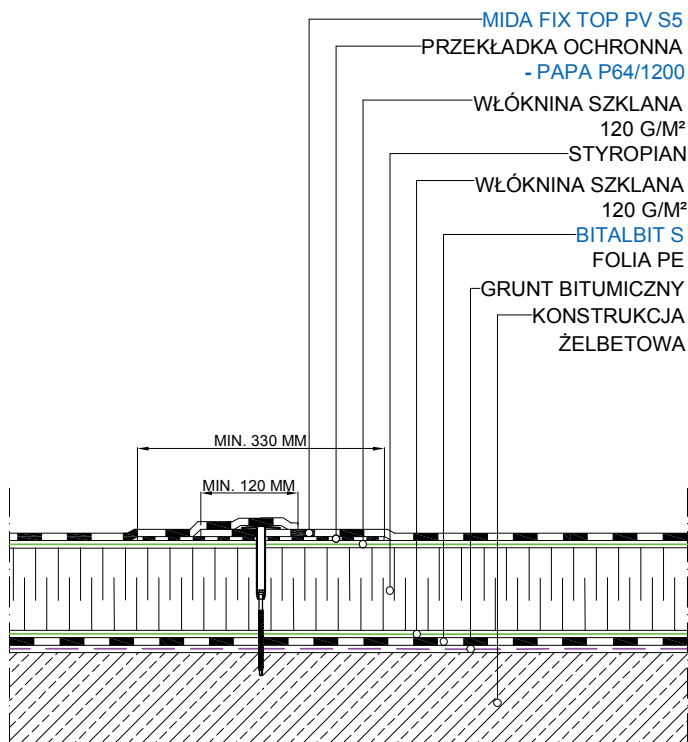 MIDA FIX TOP PV S5
PRZEKŁADKA OCHRONNA
- PAPA P64/1200
WŁÓKNINA SZKLANA
120 G/M²
STYROPIAN
WŁÓKNINA SZKLANA
120 G/M²
BITALBIT S
FOLIA PE
GRUNT BITUMICZNY
KONSTRUKCJA
ŻELBETOWA
MIN. 330 MM
MIN. 120 MM